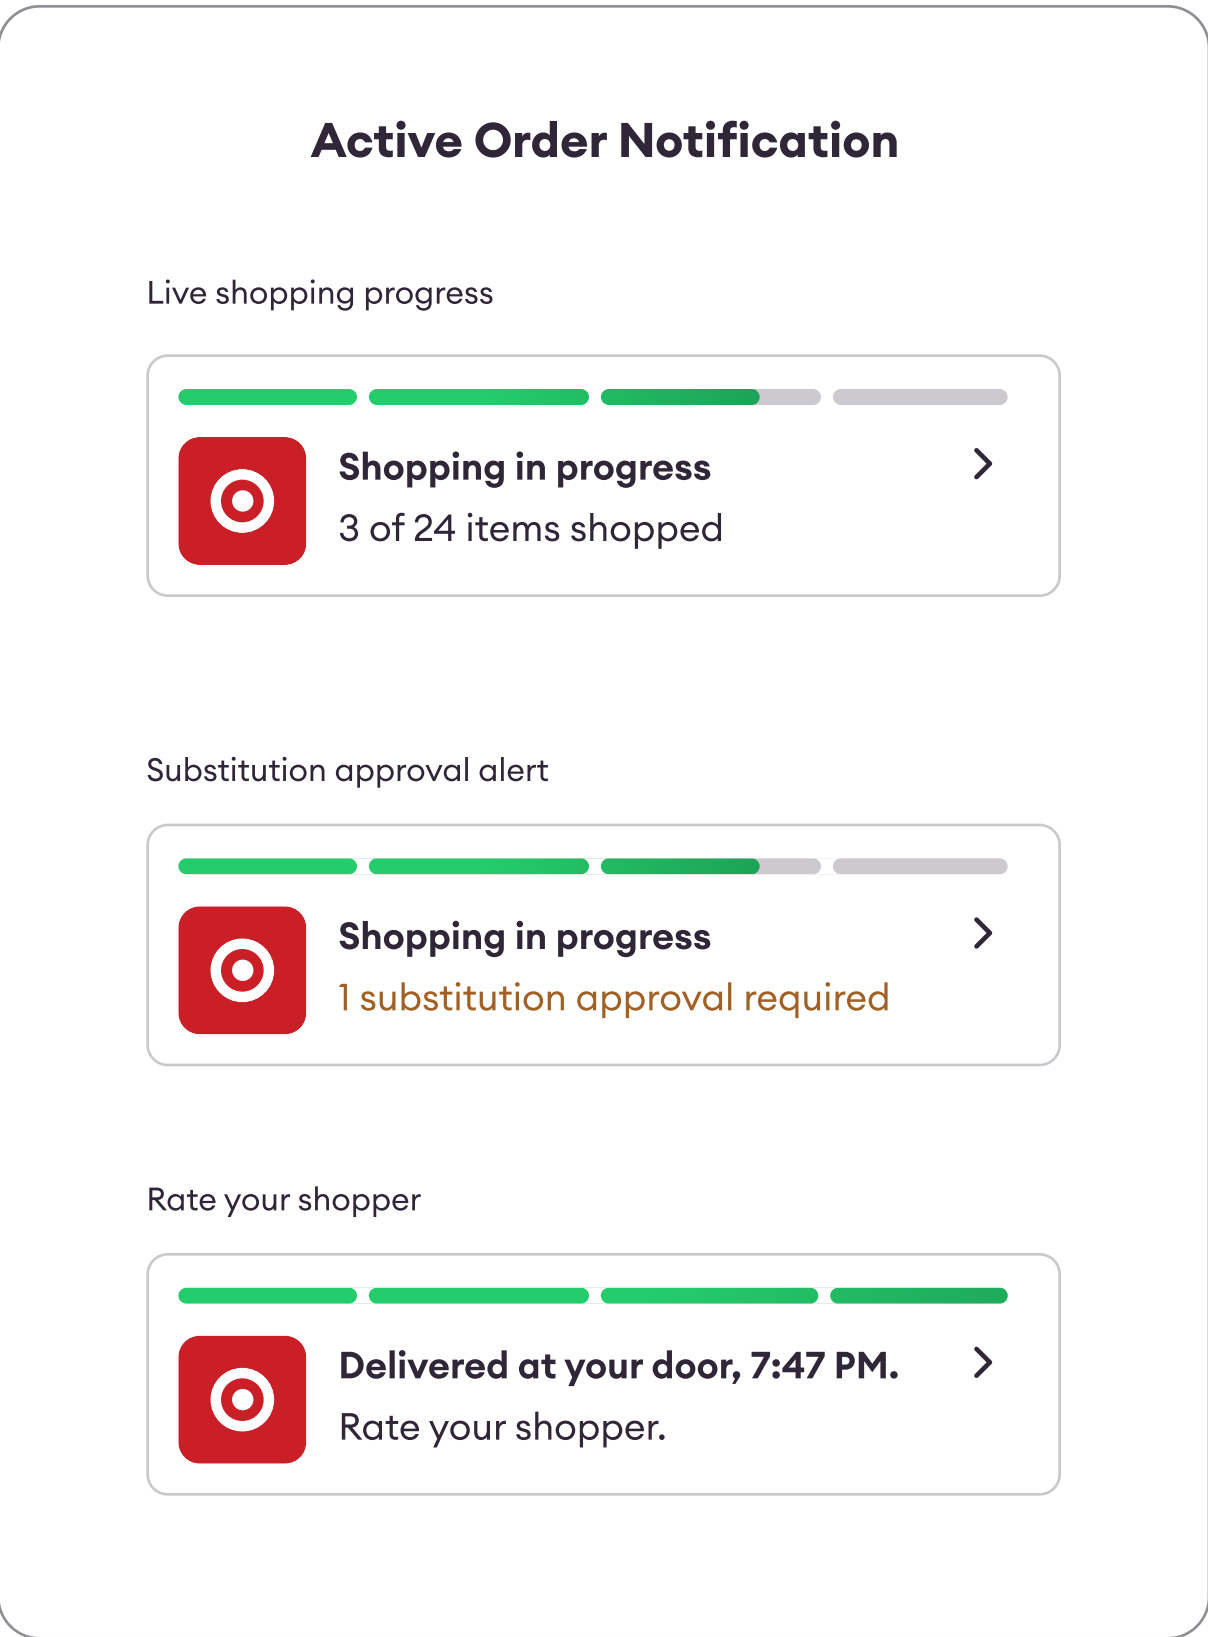 Active Order Notification
Live shopping progress
Shopping in progress
3 of 24 items shopped
Substitution approval alert
Shopping in progress
1 substitution approval required
Rate your shopper
Delivered at your door, 7:47 PM.
Rate your shopper.